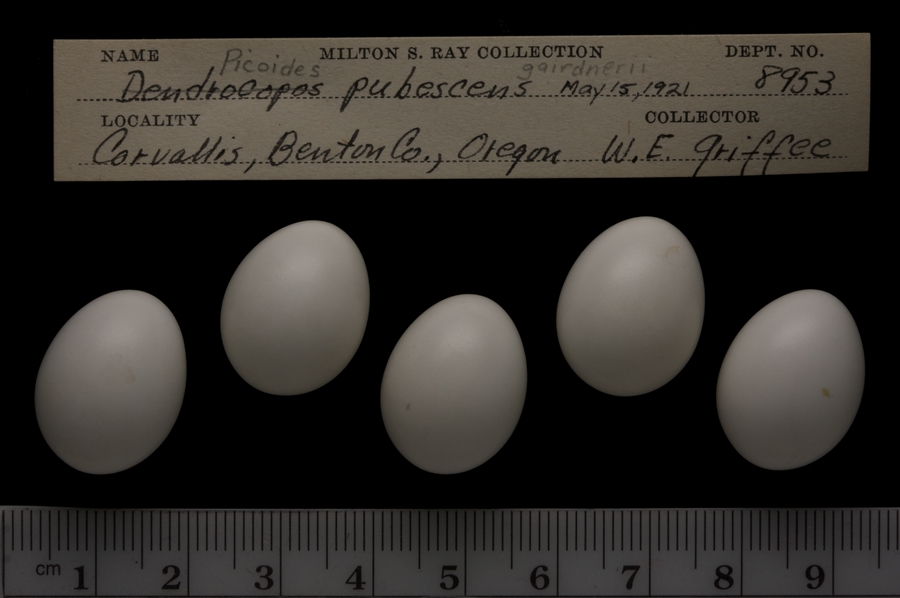 NAME MILTON S. RAY COLLECTION DEPT. NO.
Picoides gairdnerii
Dendrocopos pubescens May 15, 1921 8953
LOCALITY COLLECTOR
Corvallis, Benton Co., Oregon W. E. Griffee
cm 1 2 3 4 5 6 7 8 9